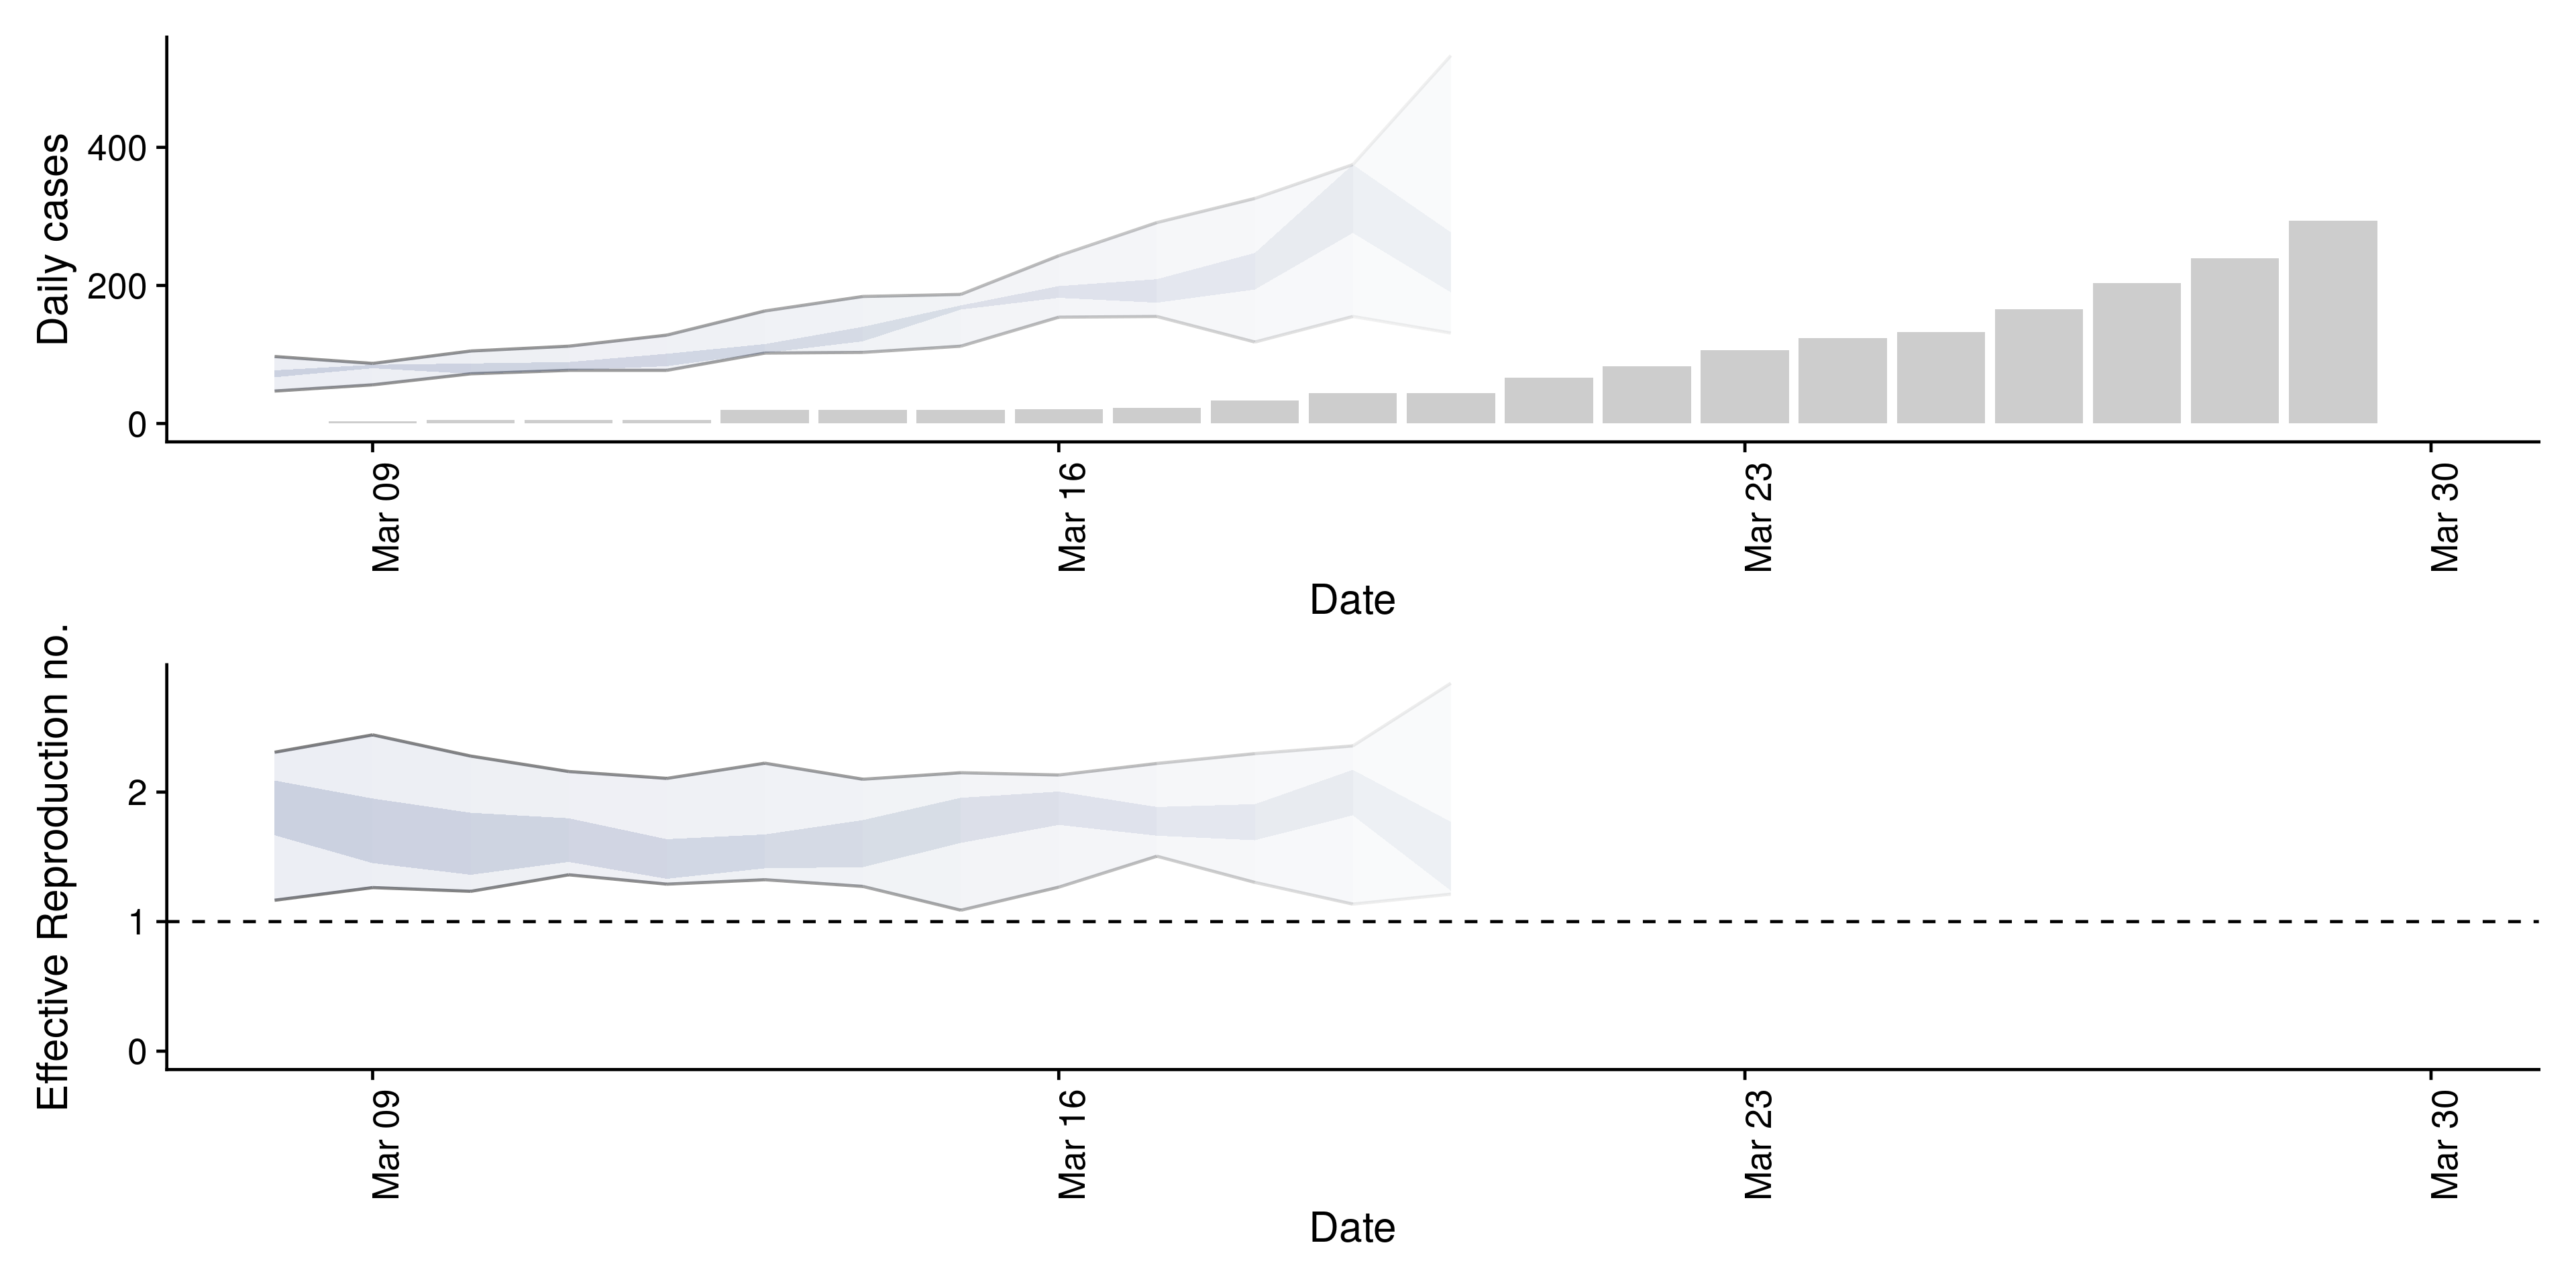 Daily cases
400
200
0
Mar 09
Mar 16
Mar 23
Mar 30
Date
Effective Reproduction no.
2
1
0
Mar 09
Mar 16
Mar 23
Mar 30
Date